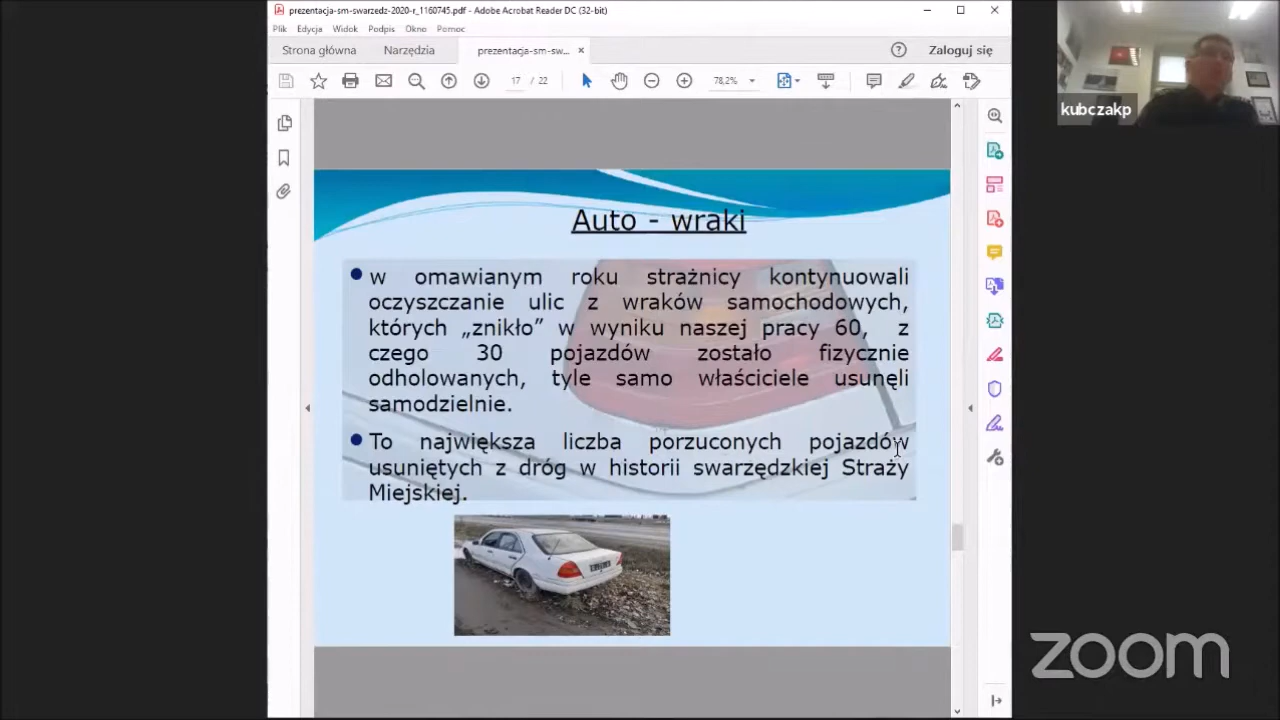 prezentacja-sm-swarzedz-2020-r_1160745.pdf - Adobe Acrobat Reader DC (32-bit)
Plik Edycja Widok Podpis Okno Pomoc
Strona główna Narzędzia prezentacja-sm-sw... × Zaloguj się
17 / 22 78,2%
kubczakp
Auto - wraki
w omawianym roku strażnicy kontynuowali
oczyszczanie ulic z wraków samochodowych,
których „znikło” w wyniku naszej pracy 60, z
czego 30 pojazdów zostało fizycznie
odholowanych, tyle samo właściciele usunęli
samodzielnie.
To największa liczba porzuconych pojazdów
usuniętych z dróg w historii swarzędzkiej Straży
Miejskiej.
zoom